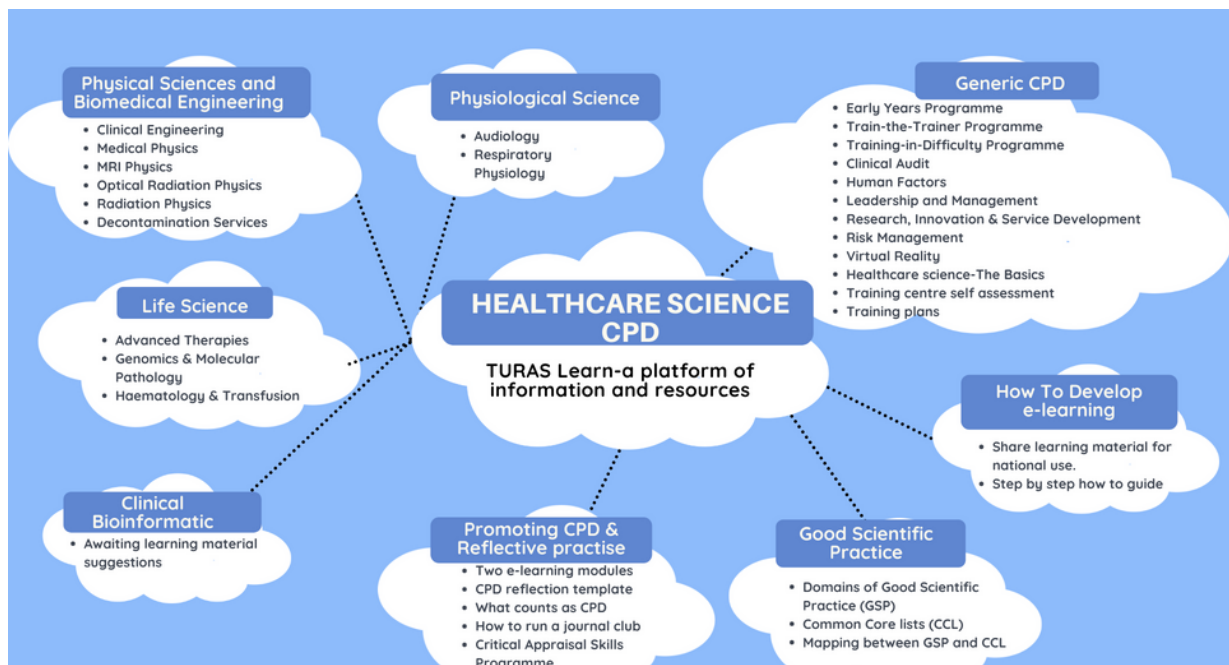 Physical Sciences and
Biomedical Engineering
• Clinical Engineering
• Medical Physics
• MRI Physics
• Optical Radiation Physics
• Radiation Physics
• Decontamination Services
Physiological Science
• Audiology
• Respiratory
Physiology
Generic CPD
• Early Years Programme
• Train-the-Trainer Programme
• Training-in-Difficulty Programme
• Clinical Audit
• Human Factors
• Leadership and Management
• Research, Innovation & Service Development
• Risk Management
• Virtual Reality
• Healthcare science-The Basics
• Training centre self assessment
• Training plans
Life Science
• Advanced Therapies
• Genomics & Molecular
Pathology
• Haematology & Transfusion
HEALTHCARE SCIENCE
CPD
TURAS Learn-a platform of
information and resources
How To Develop
e-learning
• Share learning material for
national use.
• Step by step how to guide
Clinical
Bioinformatic
• Awaiting learning material
suggestions
Promoting CPD &
Reflective practise
• Two e-learning modules
• CPD reflection template
• What counts as CPD
• How to run a journal club
• Critical Appraisal Skills
Programme
Good Scientific
Practice
• Domains of Good Scientific
Practice (GSP)
• Common Core lists (CCL)
• Mapping between GSP and CCL